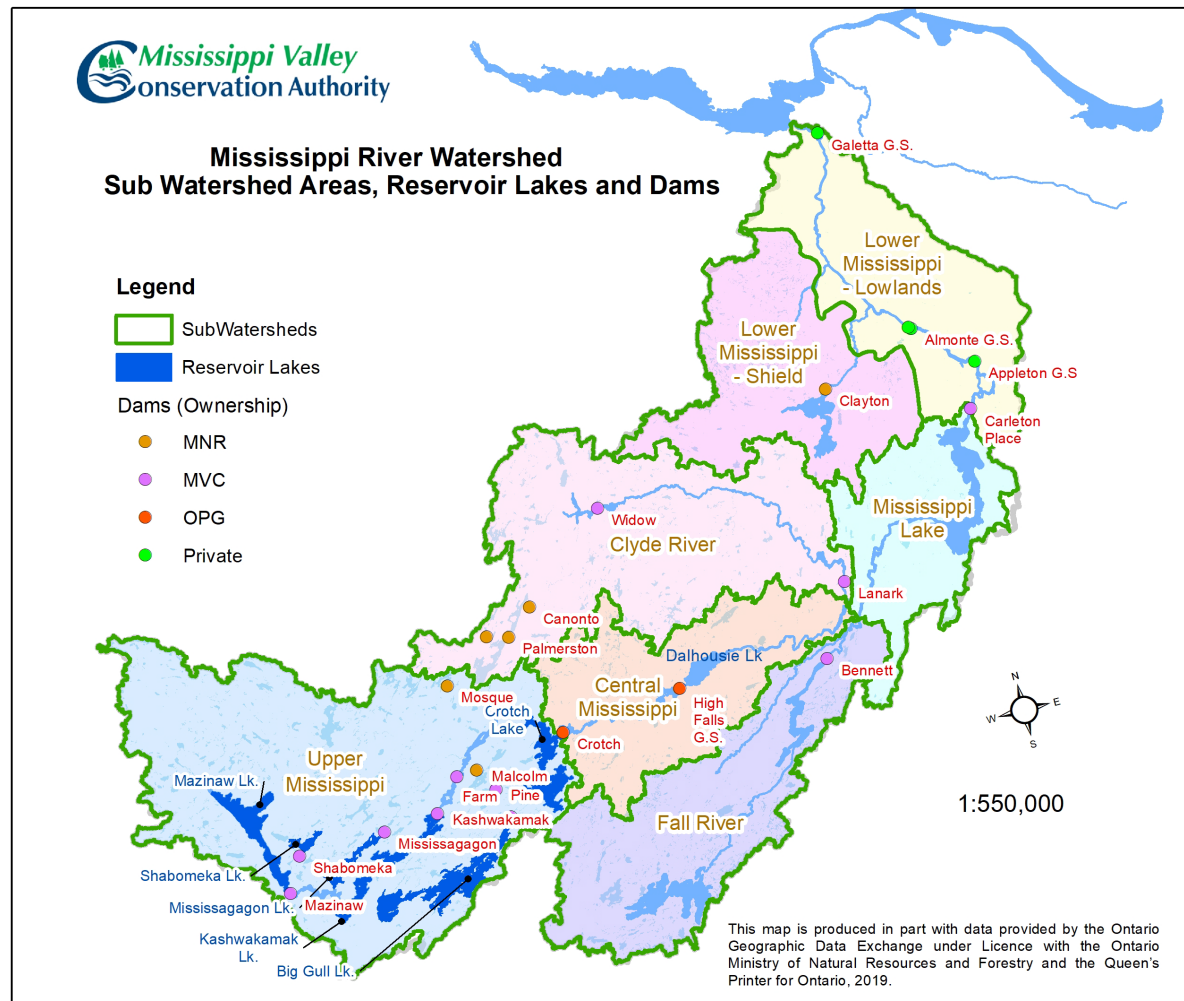 Mississippi Valley
Conservation Authority
Mississippi River Watershed
Sub Watershed Areas, Reservoir Lakes and Dams
Legend
SubWatersheds
Reservoir Lakes
Dams (Ownership)
MNR
MVC
OPG
Private
Galetta G.S.
Lower
Mississippi
- Lowlands
Lower
Mississippi
- Shield
Almonte G.S.
Appleton G.S
Clayton
Carleton
Place
Mississippi
Lake
Widow
Clyde River
Lanark
Canonto
Palmerston
Dalhousie Lk
Bennett
Mosque
Central
Mississippi
High
Falls
G.S.
Crotch
Lake
Crotch
Upper
Mississippi
Mazinaw Lk.
Malcolm
Farm
Pine
Kashwakamak
Mississagagon
Fall River
Shabomeka
Shabomeka Lk.
Mississagagon Lk.
Mazinaw
Kashwakamak
Lk.
Big Gull Lk.
N
E
S
W
1:550,000
This map is produced in part with data provided by the Ontario
Geographic Data Exchange under Licence with the Ontario
Ministry of Natural Resources and Forestry and the Queen's
Printer for Ontario, 2019.